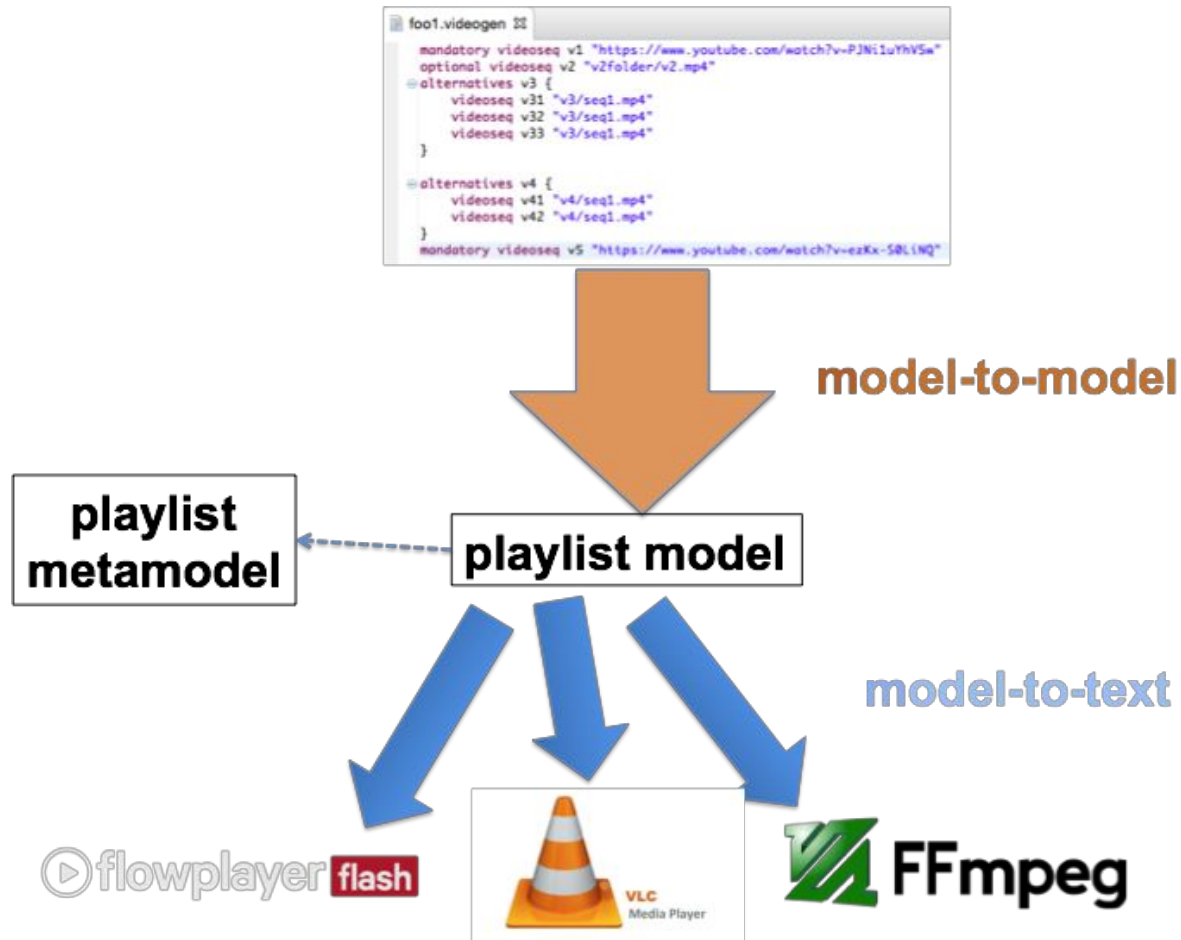 foo1.videogen
mandatory videoseq v1 "https://www.youtube.com/watch?v=PJNi1uYhVSw"
optional videoseq v2 "v2folder/v2.mp4"
alternatives v3 {
videoseq v31 "v3/seq1.mp4"
videoseq v32 "v3/seq1.mp4"
videoseq v33 "v3/seq1.mp4"
}
alternatives v4 {
videoseq v41 "v4/seq1.mp4"
videoseq v42 "v4/seq1.mp4"
}
mandatory videoseq v5 "https://www.youtube.com/watch?v=ezKx-S0LiNQ"
model-to-model
playlist
metamodel
playlist model
model-to-text
flowplayer flash
VLC
Media Player
FFmpeg